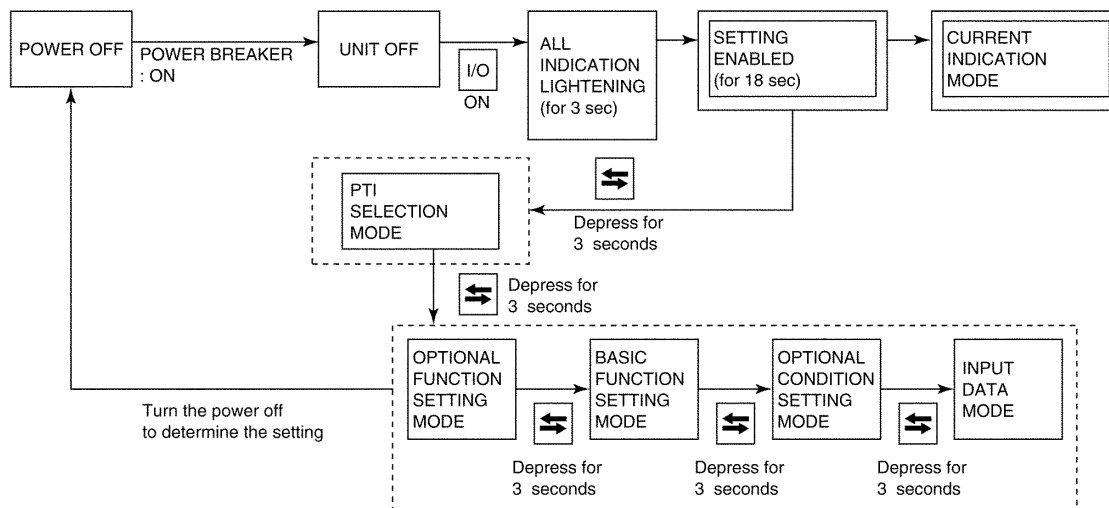 POWER OFF
POWER BREAKER
: ON
UNIT OFF
I/O
ON
ALL
INDICATION
LIGHTENING
(for 3 sec)
SETTING
ENABLED
(for 18 sec)
CURRENT
INDICATION
MODE
PTI
SELECTION
MODE
Depress for
3 seconds
Depress for
3 seconds
OPTIONAL
FUNCTION
SETTING
MODE
BASIC
FUNCTION
SETTING
MODE
OPTIONAL
CONDITION
SETTING
MODE
INPUT
DATA
MODE
Turn the power off
to determine the setting
Depress for
3 seconds
Depress for
3 seconds
Depress for
3 seconds